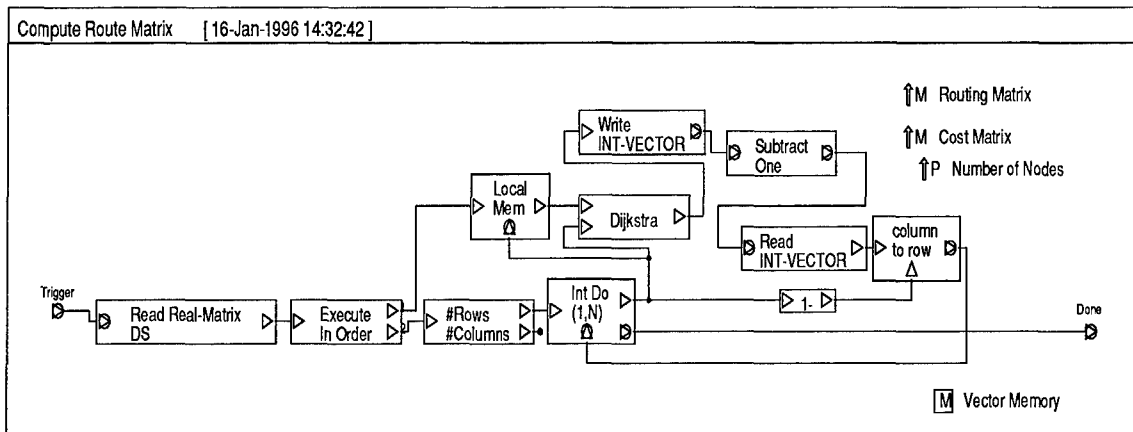 Compute Route Matrix [ 16-Jan-1996 14:32:42 ]
⇑M Routing Matrix
Write
INT-VECTOR
Subtract
One
⇑M Cost Matrix
⇑P Number of Nodes
Local
Mem
Dijkstra
Read
INT-VECTOR
column
to row
Trigger
Read Real-Matrix
DS
Execute
In Order
#Rows
#Columns
Int Do
(1,N)
1-
Done
M Vector Memory